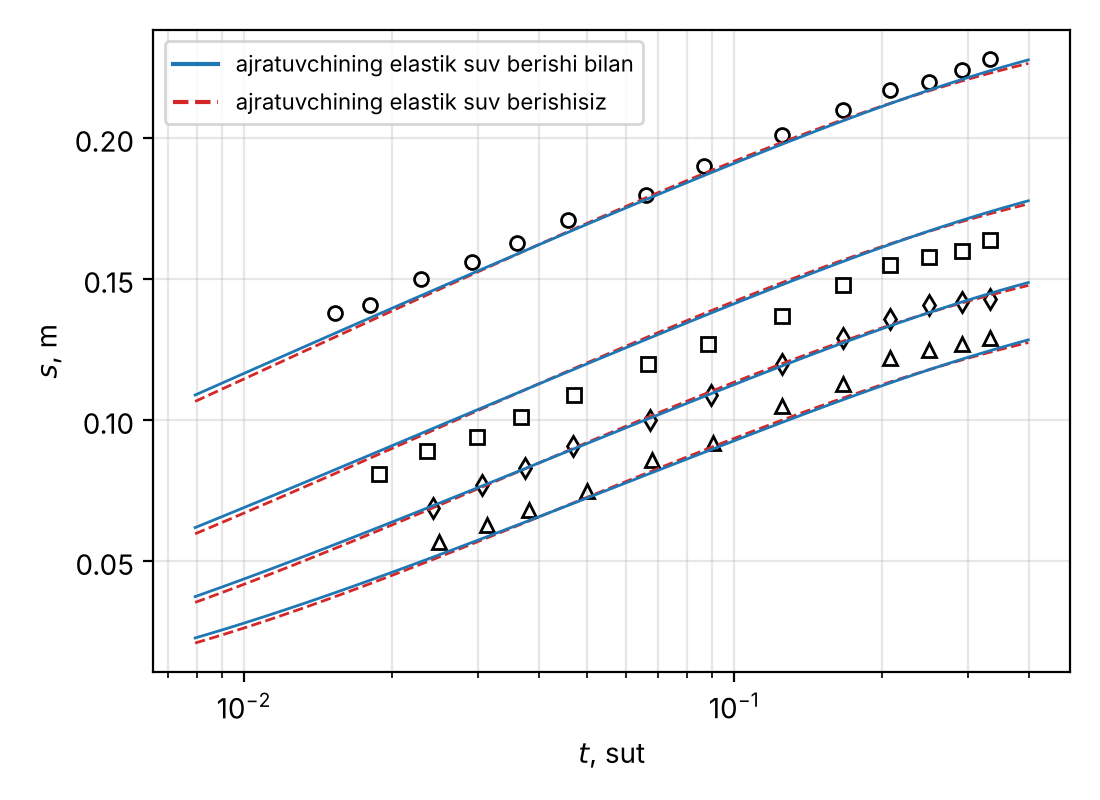 ajratuvchining elastik suv berishi bilan
ajratuvchining elastik suv berishisiz
0.20
0.15
0.10
0.05
s, m
10⁻² 10⁻¹
t, sut